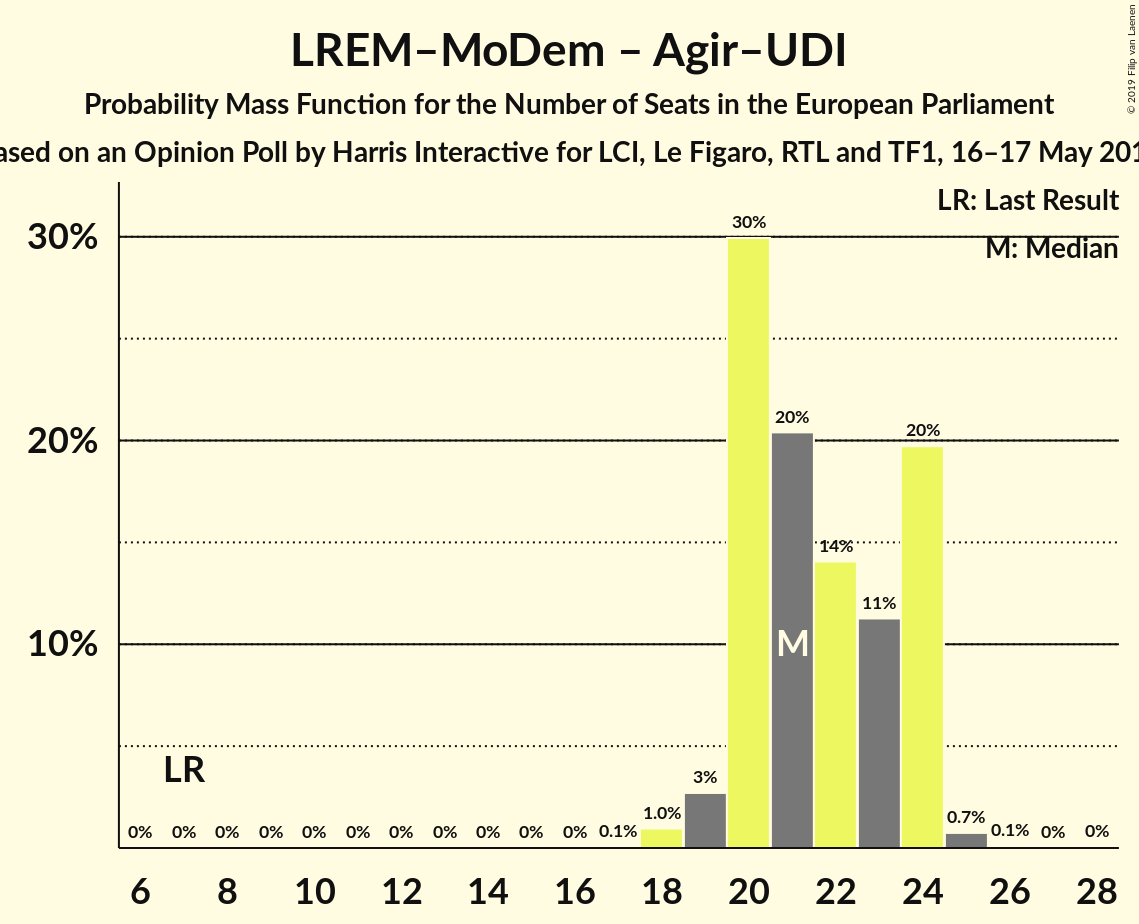 LREM–MoDem – Agir–UDI
Probability Mass Function for the Number of Seats in the European Parliament
ased on an Opinion Poll by Harris Interactive for LCI, Le Figaro, RTL and TF1, 16–17 May 201
© 2019 Filip van Laenen
LR: Last Result
M: Median
30%
20%
10%
30%
20%
20%
14%
11%
M
LR
3%
1.0%
0.7%
0% 0% 0% 0% 0% 0% 0% 0% 0% 0% 0% 0.1% 0.1% 0% 0%
6 8 10 12 14 16 18 20 22 24 26 28